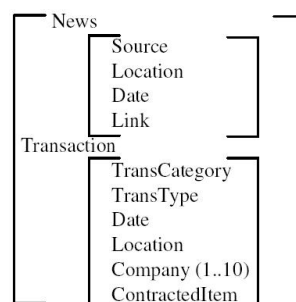 News
Source
Location
Date
Link
Transaction
TransCategory
TransType
Date
Location
Company (1..10)
ContractedItem